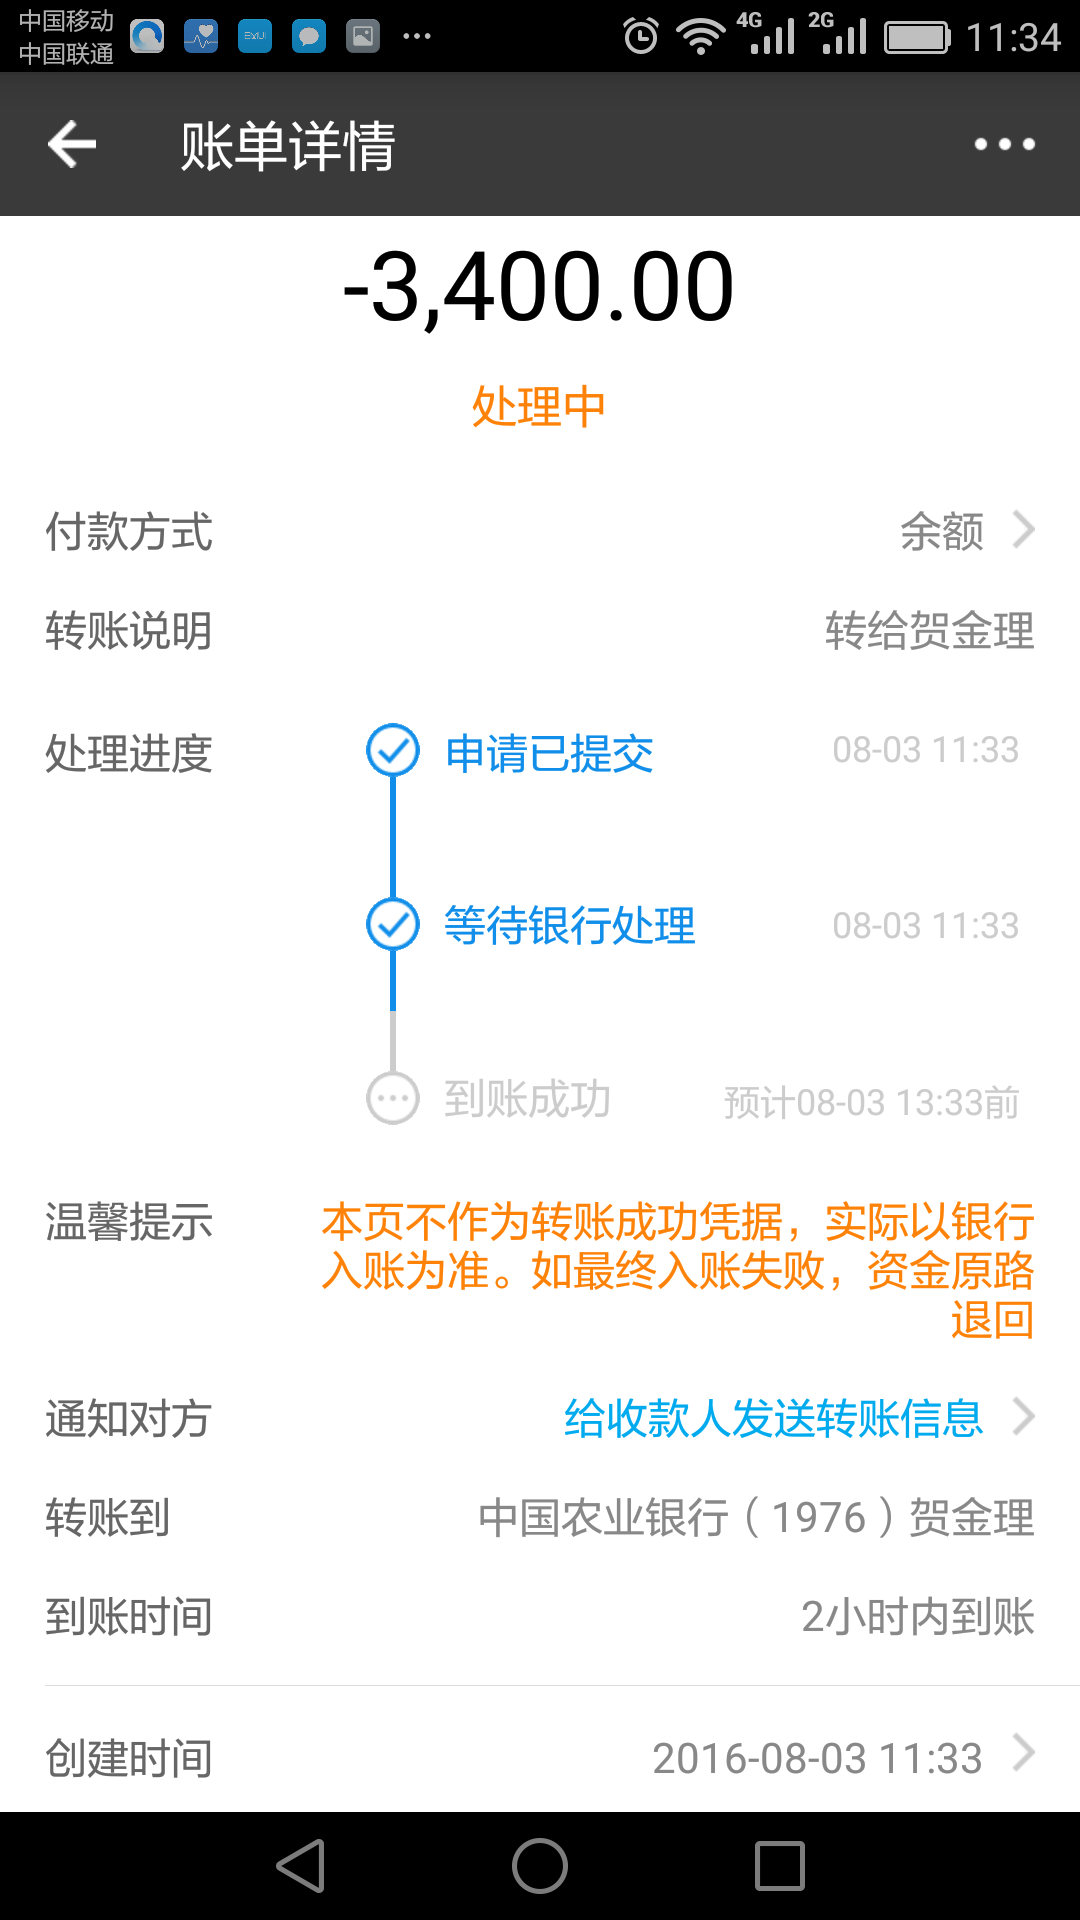 中国移动
中国联通
EMUI
4G
2G
11:34
账单详情
-3,400.00
处理中
付款方式 余额
转账说明 转给贺金理
处理进度 申请已提交 08-03 11:33
等待银行处理 08-03 11:33
到账成功 预计08-03 13:33前
温馨提示 本页不作为转账成功凭据，实际以银行
入账为准。如最终入账失败，资金原路
退回
通知对方 给收款人发送转账信息
转账到 中国农业银行（1976）贺金理
到账时间 2小时内到账
创建时间 2016-08-03 11:33